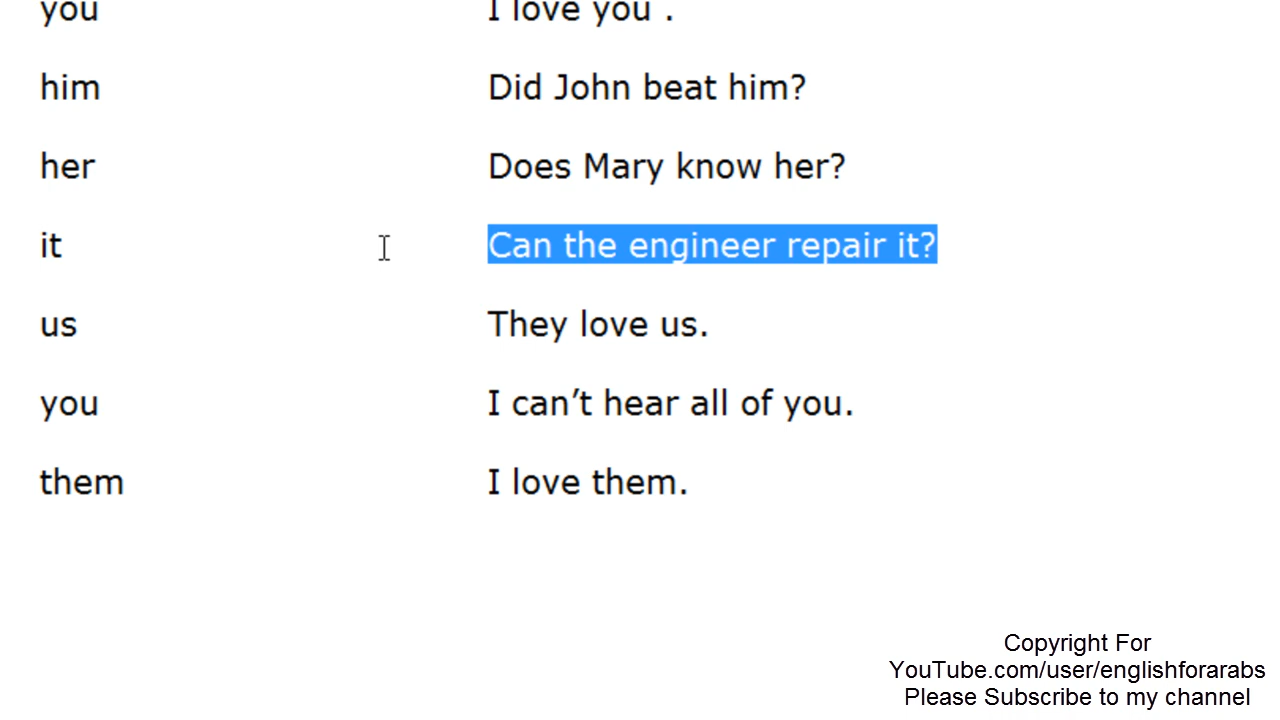 you I love you .
him Did John beat him?
her Does Mary know her?
it Can the engineer repair it?
us They love us.
you I can’t hear all of you.
them I love them.
Copyright For
YouTube.com/user/englishforarabs
Please Subscribe to my channel